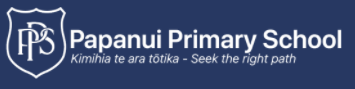 PPS
Papanui Primary School
Kimihia te ara tōtika - Seek the right path